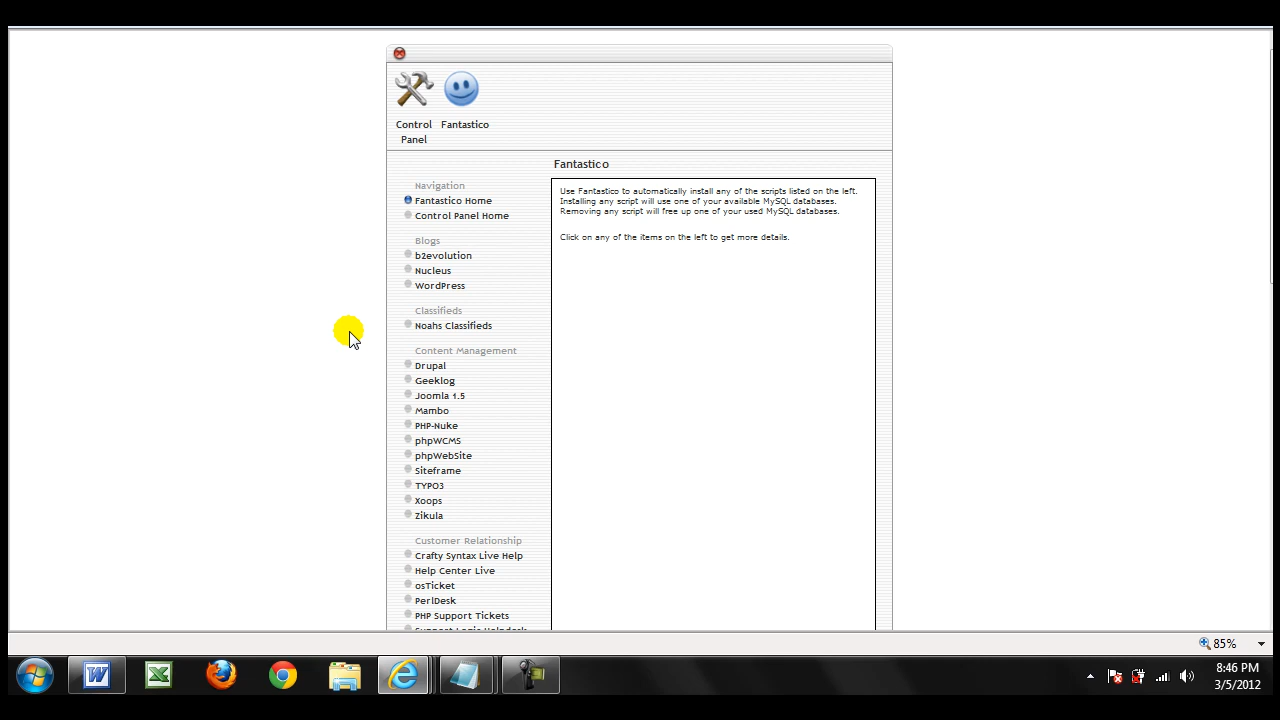 Control Panel
Fantastico
Fantastico
Navigation
Fantastico Home
Control Panel Home
Blogs
b2evolution
Nucleus
WordPress
Classifieds
Noahs Classifieds
Content Management
Drupal
Geeklog
Joomla 1.5
Mambo
PHP-Nuke
phpWCMS
phpWebSite
Siteframe
TYPO3
Xoops
Zikula
Customer Relationship
Crafty Syntax Live Help
Help Center Live
osTicket
PerlDesk
PHP Support Tickets
Support Logic Helpdesk
Use Fantastico to automatically install any of the scripts listed on the left.
Installing any script will use one of your available MySQL databases.
Removing any script will free up one of your used MySQL databases.
Click on any of the items on the left to get more details.
85%
8:46 PM
3/5/2012